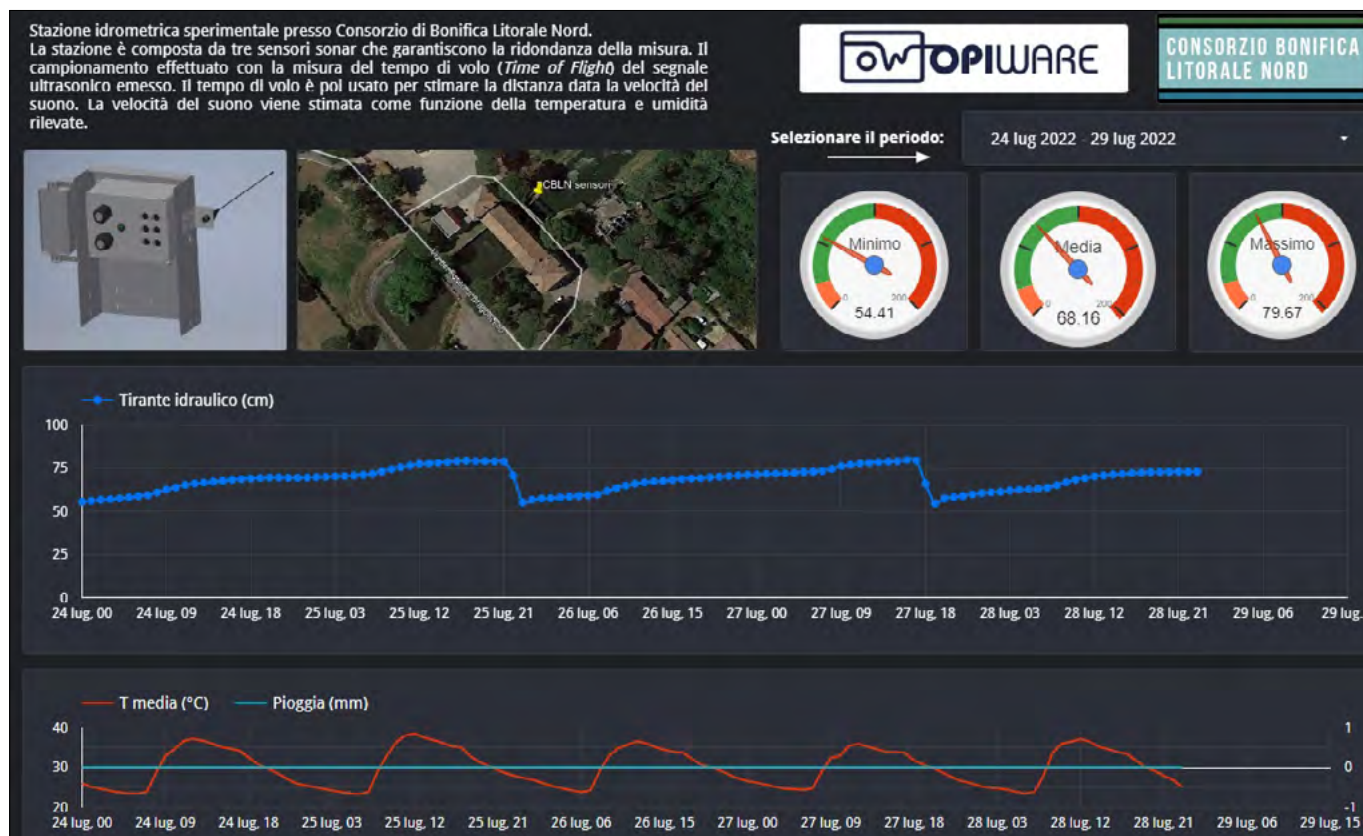 Stazione idrometrica sperimentale presso Consorzio di Bonifica Litorale Nord.
La stazione è composta da tre sensori sonar che garantiscono la ridondanza della misura. Il
campionamento effettuato con la misura del tempo di volo (Time of Flight) del segnale
ultrasonico emesso. Il tempo di volo è poi usato per stimare la distanza data la velocità del
suono. La velocità del suono viene stimata come funzione della temperatura e umidità
rilevate.
OPIWARE
CONSORZIO BONIFICA
LITORALE NORD
Selezionare il periodo:
24 lug 2022 - 29 lug 2022
CBLN sensori
Minimo
0 200
54.41
Media
0 200
68.16
Massimo
0 200
79.67
Tirante idraulico (cm)
100
75
50
25
0
24 lug, 00 24 lug, 09 24 lug, 18 25 lug, 03 25 lug, 12 25 lug, 21 26 lug, 06 26 lug, 15 27 lug, 00 27 lug, 09 27 lug, 18 28 lug, 03 28 lug, 12 28 lug, 21 29 lug, 06 29 lug,
T media (°C) Pioggia (mm)
40 1
30 0
20 -1
24 lug, 00 24 lug, 09 24 lug, 18 25 lug, 03 25 lug, 12 25 lug, 21 26 lug, 06 26 lug, 15 27 lug, 00 27 lug, 09 27 lug, 18 28 lug, 03 28 lug, 12 28 lug, 21 29 lug, 06 29 lug, 15